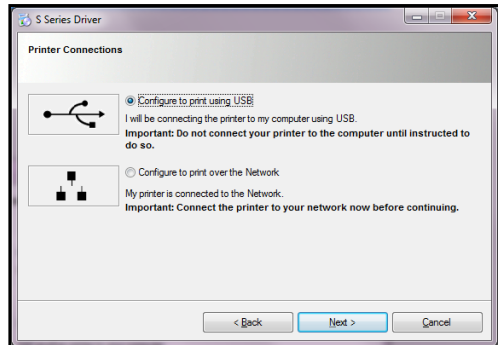 S Series Driver
Printer Connections
Configure to print using USB
I will be connecting the printer to my computer using USB.
Important: Do not connect your printer to the computer until instructed to
do so.
Configure to print over the Network
My printer is connected to the Network.
Important: Connect the printer to your network now before continuing.
< Back
Next >
Cancel